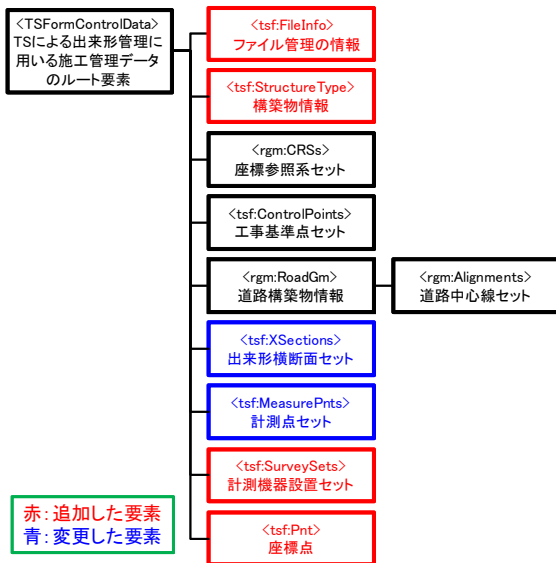 <TSFormControlData>
TSによる出来形管理に
用いる施工管理データ
のルート要素
<tsf:FileInfo>
ファイル管理の情報
<tsf:StructureType>
構築物情報
<rgm:CRSs>
座標参照系セット
<tsf:ControlPoints>
工事基準点セット
<rgm:RoadGm>
道路構築物情報
<rgm:Alignments>
道路中心線セット
<tsf:XSections>
出来形横断面セット
<tsf:MeasurePnts>
計測点セット
<tsf:SurveySets>
計測機器設置セット
<tsf:Pnt>
座標点
赤:追加した要素
青:変更した要素